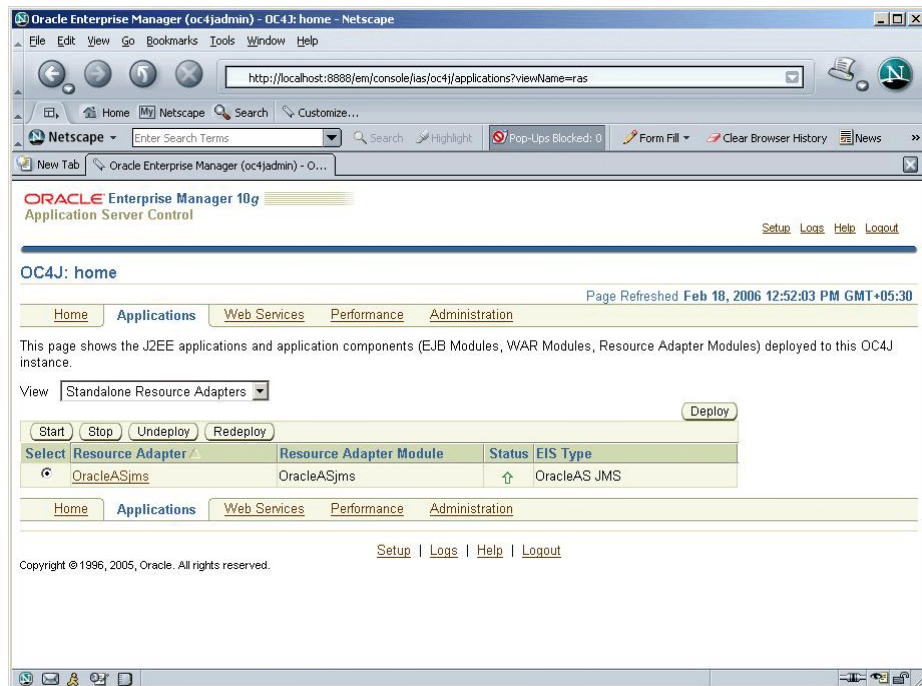 Oracle Enterprise Manager (oc4jadmin) - OC4J: home - Netscape
File Edit View Go Bookmarks Tools Window Help
http://localhost:8888/em/console/ias/oc4j/applications?viewName=ras
Home My Netscape Search Customize...
Netscape Enter Search Terms Search Highlight Pop-Ups Blocked: 0 Form Fill Clear Browser History News »
New Tab Oracle Enterprise Manager (oc4jadmin) - O...
ORACLE Enterprise Manager 10g
Application Server Control
Setup Logs Help Logout
OC4J: home
Page Refreshed Feb 18, 2006 12:52:03 PM GMT+05:30
Home Applications Web Services Performance Administration
This page shows the J2EE applications and application components (EJB Modules, WAR Modules, Resource Adapter Modules) deployed to this OC4J
instance.
View Standalone Resource Adapters
Deploy
Start Stop Undeploy Redeploy
Select Resource Adapter Resource Adapter Module Status EIS Type
OracleASjms OracleASjms OracleAS JMS
Home Applications Web Services Performance Administration
Setup | Logs | Help | Logout
Copyright © 1996, 2005, Oracle. All rights reserved.